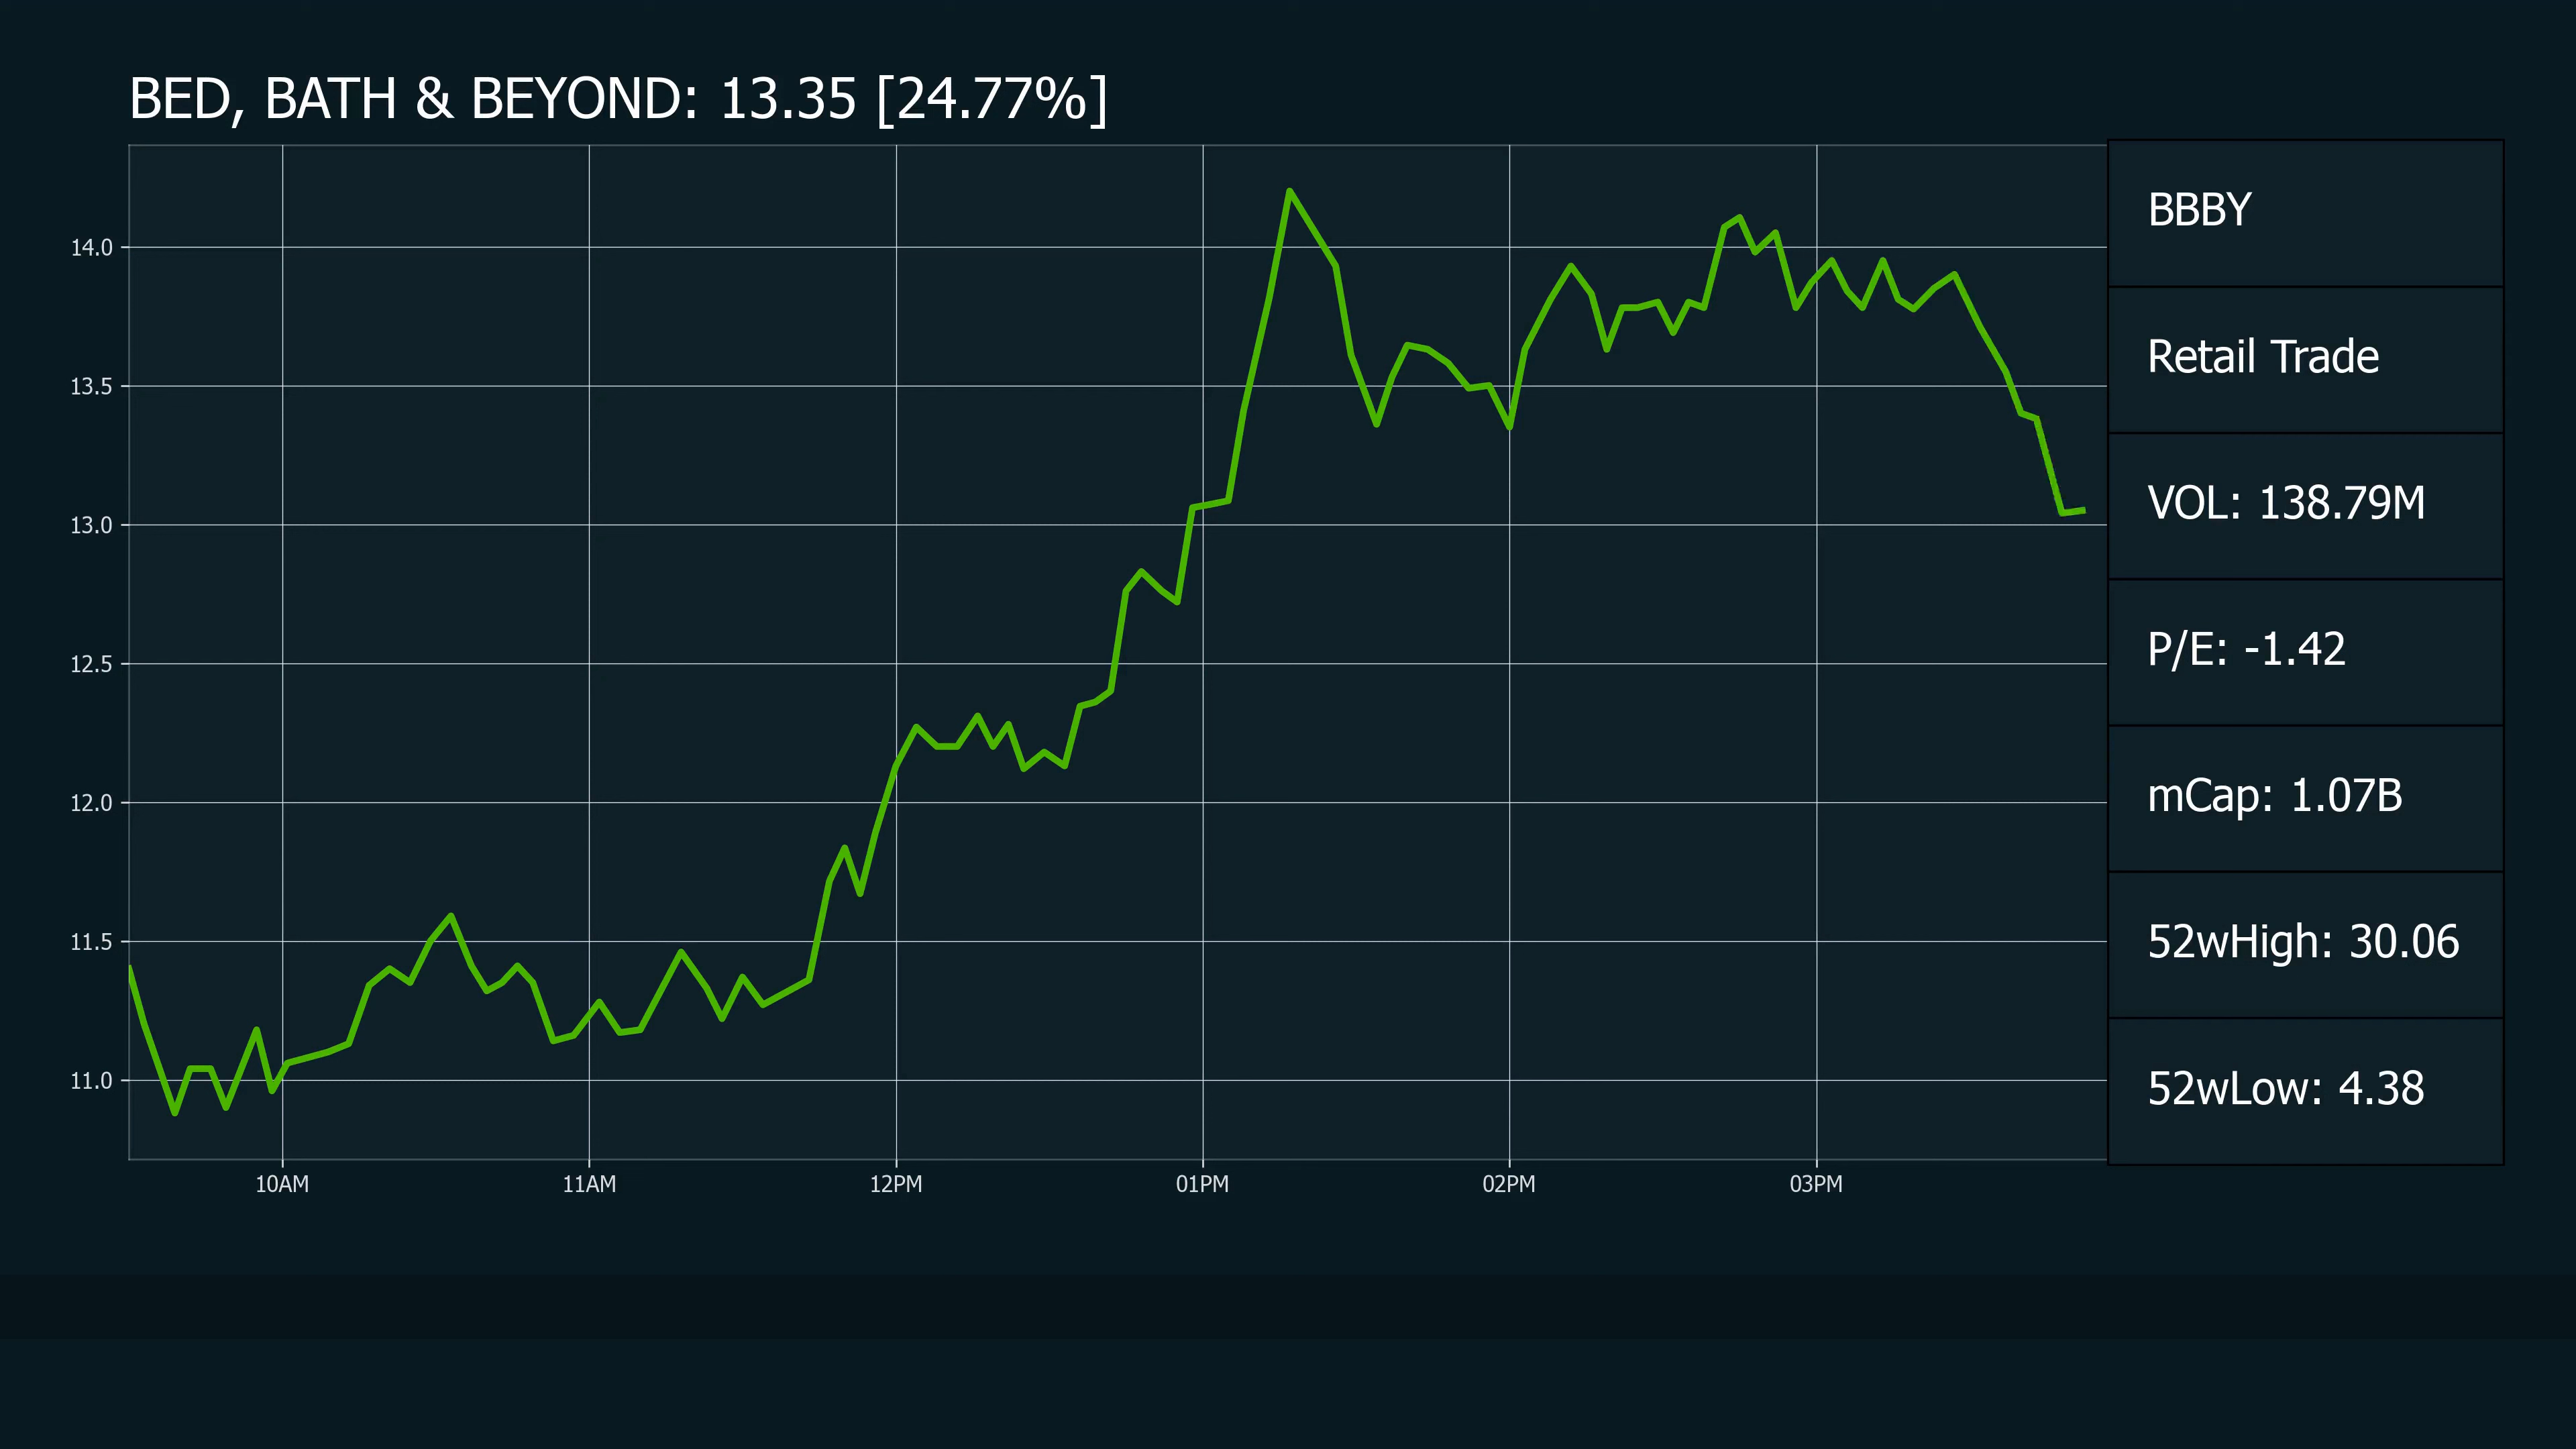 BED, BATH & BEYOND: 13.35 [24.77%]
14.0
13.5
13.0
12.5
12.0
11.5
11.0
10AM 11AM 12PM 01PM 02PM 03PM
BBBY
Retail Trade
VOL: 138.79M
P/E: -1.42
mCap: 1.07B
52wHigh: 30.06
52wLow: 4.38